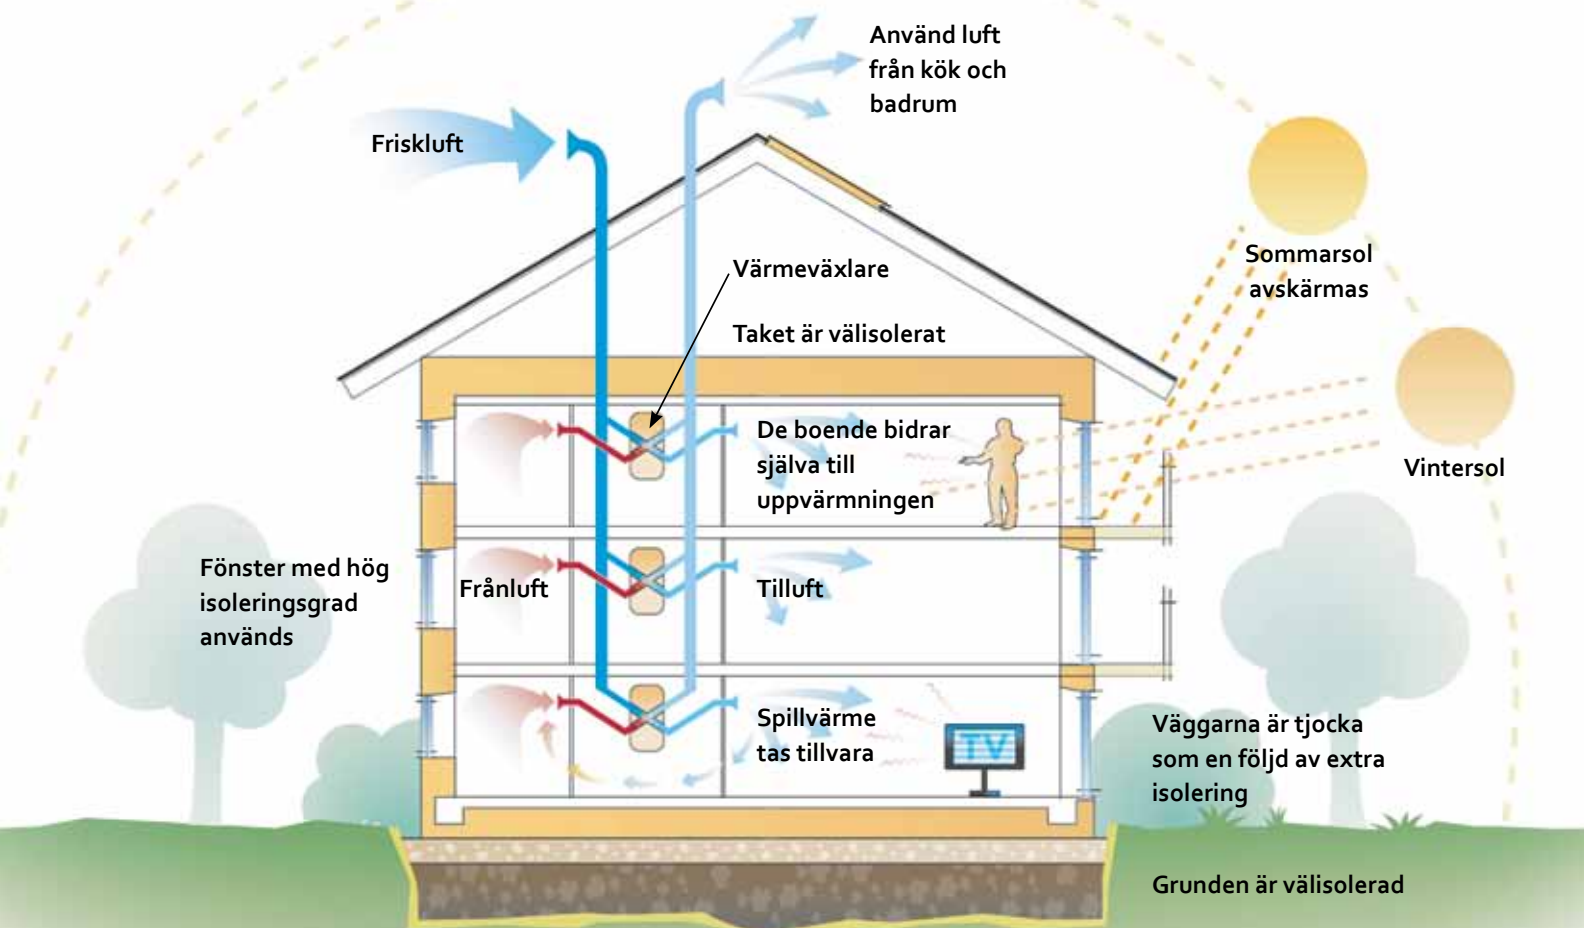 Använd luft
från kök och
badrum
Friskluft
Sommarsol
avskärmas
Värmeväxlare
Taket är välisolerat
De boende bidrar
själva till
uppvärmningen
Vintersol
Fönster med hög
isoleringsgrad
används
Frånluft
Tilluft
Spillvärme
tas tillvara
TV
Väggarna är tjocka
som en följd av extra
isolering
Grunden är välisolerad